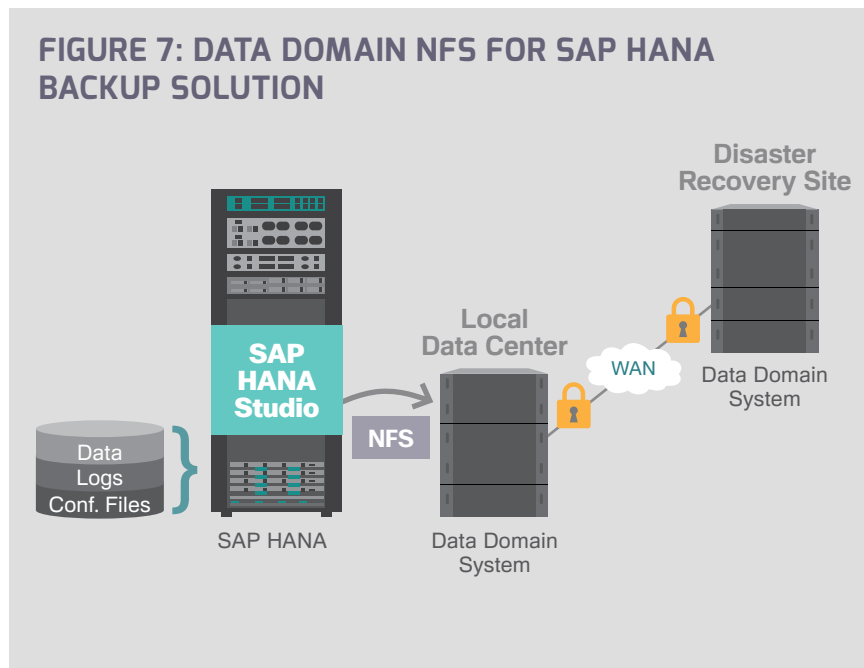 FIGURE 7: DATA DOMAIN NFS FOR SAP HANA
BACKUP SOLUTION
Disaster
Recovery Site
Local
Data Center
SAP
HANA
Studio
WAN
Data Domain
System
NFS
Data
Logs
Conf. Files
SAP HANA
Data Domain
System